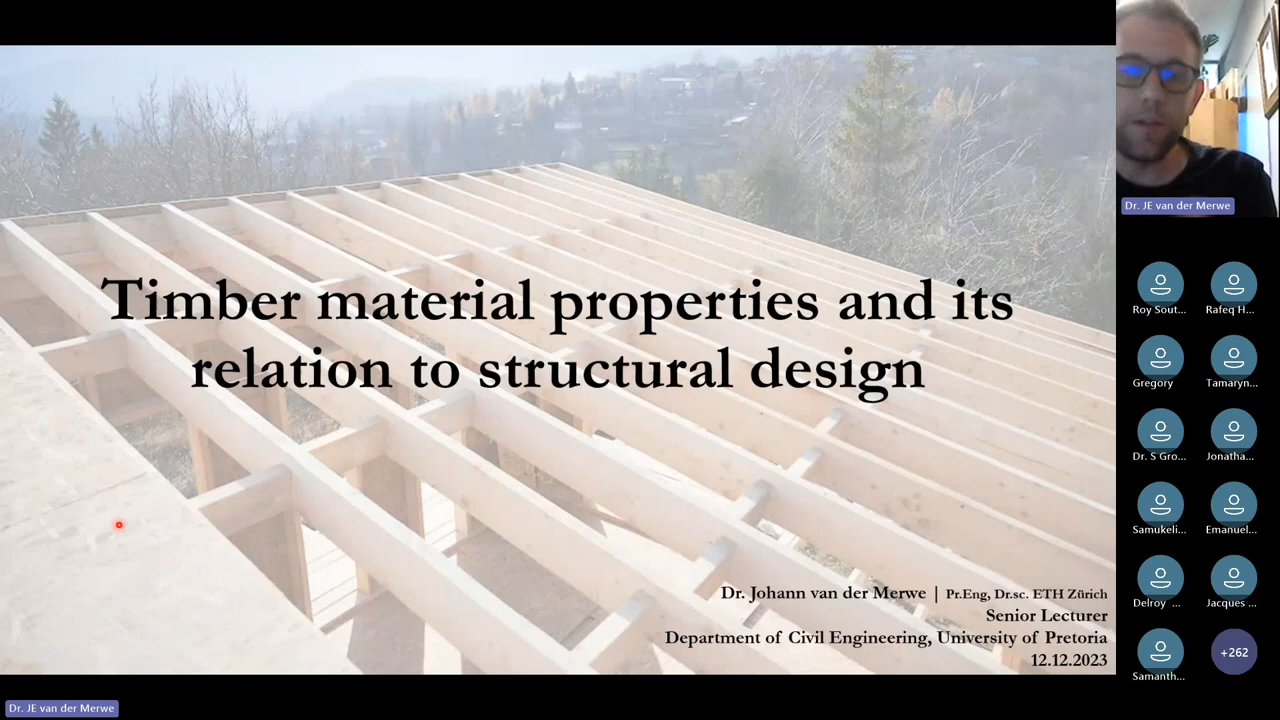 Timber material properties and its
relation to structural design
Dr. Johann van der Merwe | Pr.Eng, Dr.sc. ETH Zürich
Senior Lecturer
Department of Civil Engineering, University of Pretoria
12.12.2023
Dr. JE van der Merwe
Dr. JE van der Merwe
Roy Sout...
Rafeq H...
Gregory
Tamaryn...
Dr. S Gro...
Jonatha...
Samukeli...
Emanuel...
Delroy ...
Jacques ...
Samanth...
+262